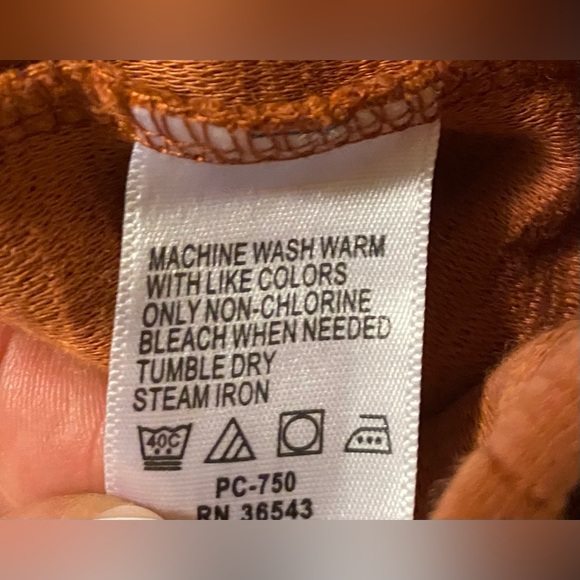 MACHINE WASH WARM
WITH LIKE COLORS
ONLY NON-CHLORINE
BLEACH WHEN NEEDED
TUMBLE DRY
STEAM IRON
40C
PC-750
RN 36543